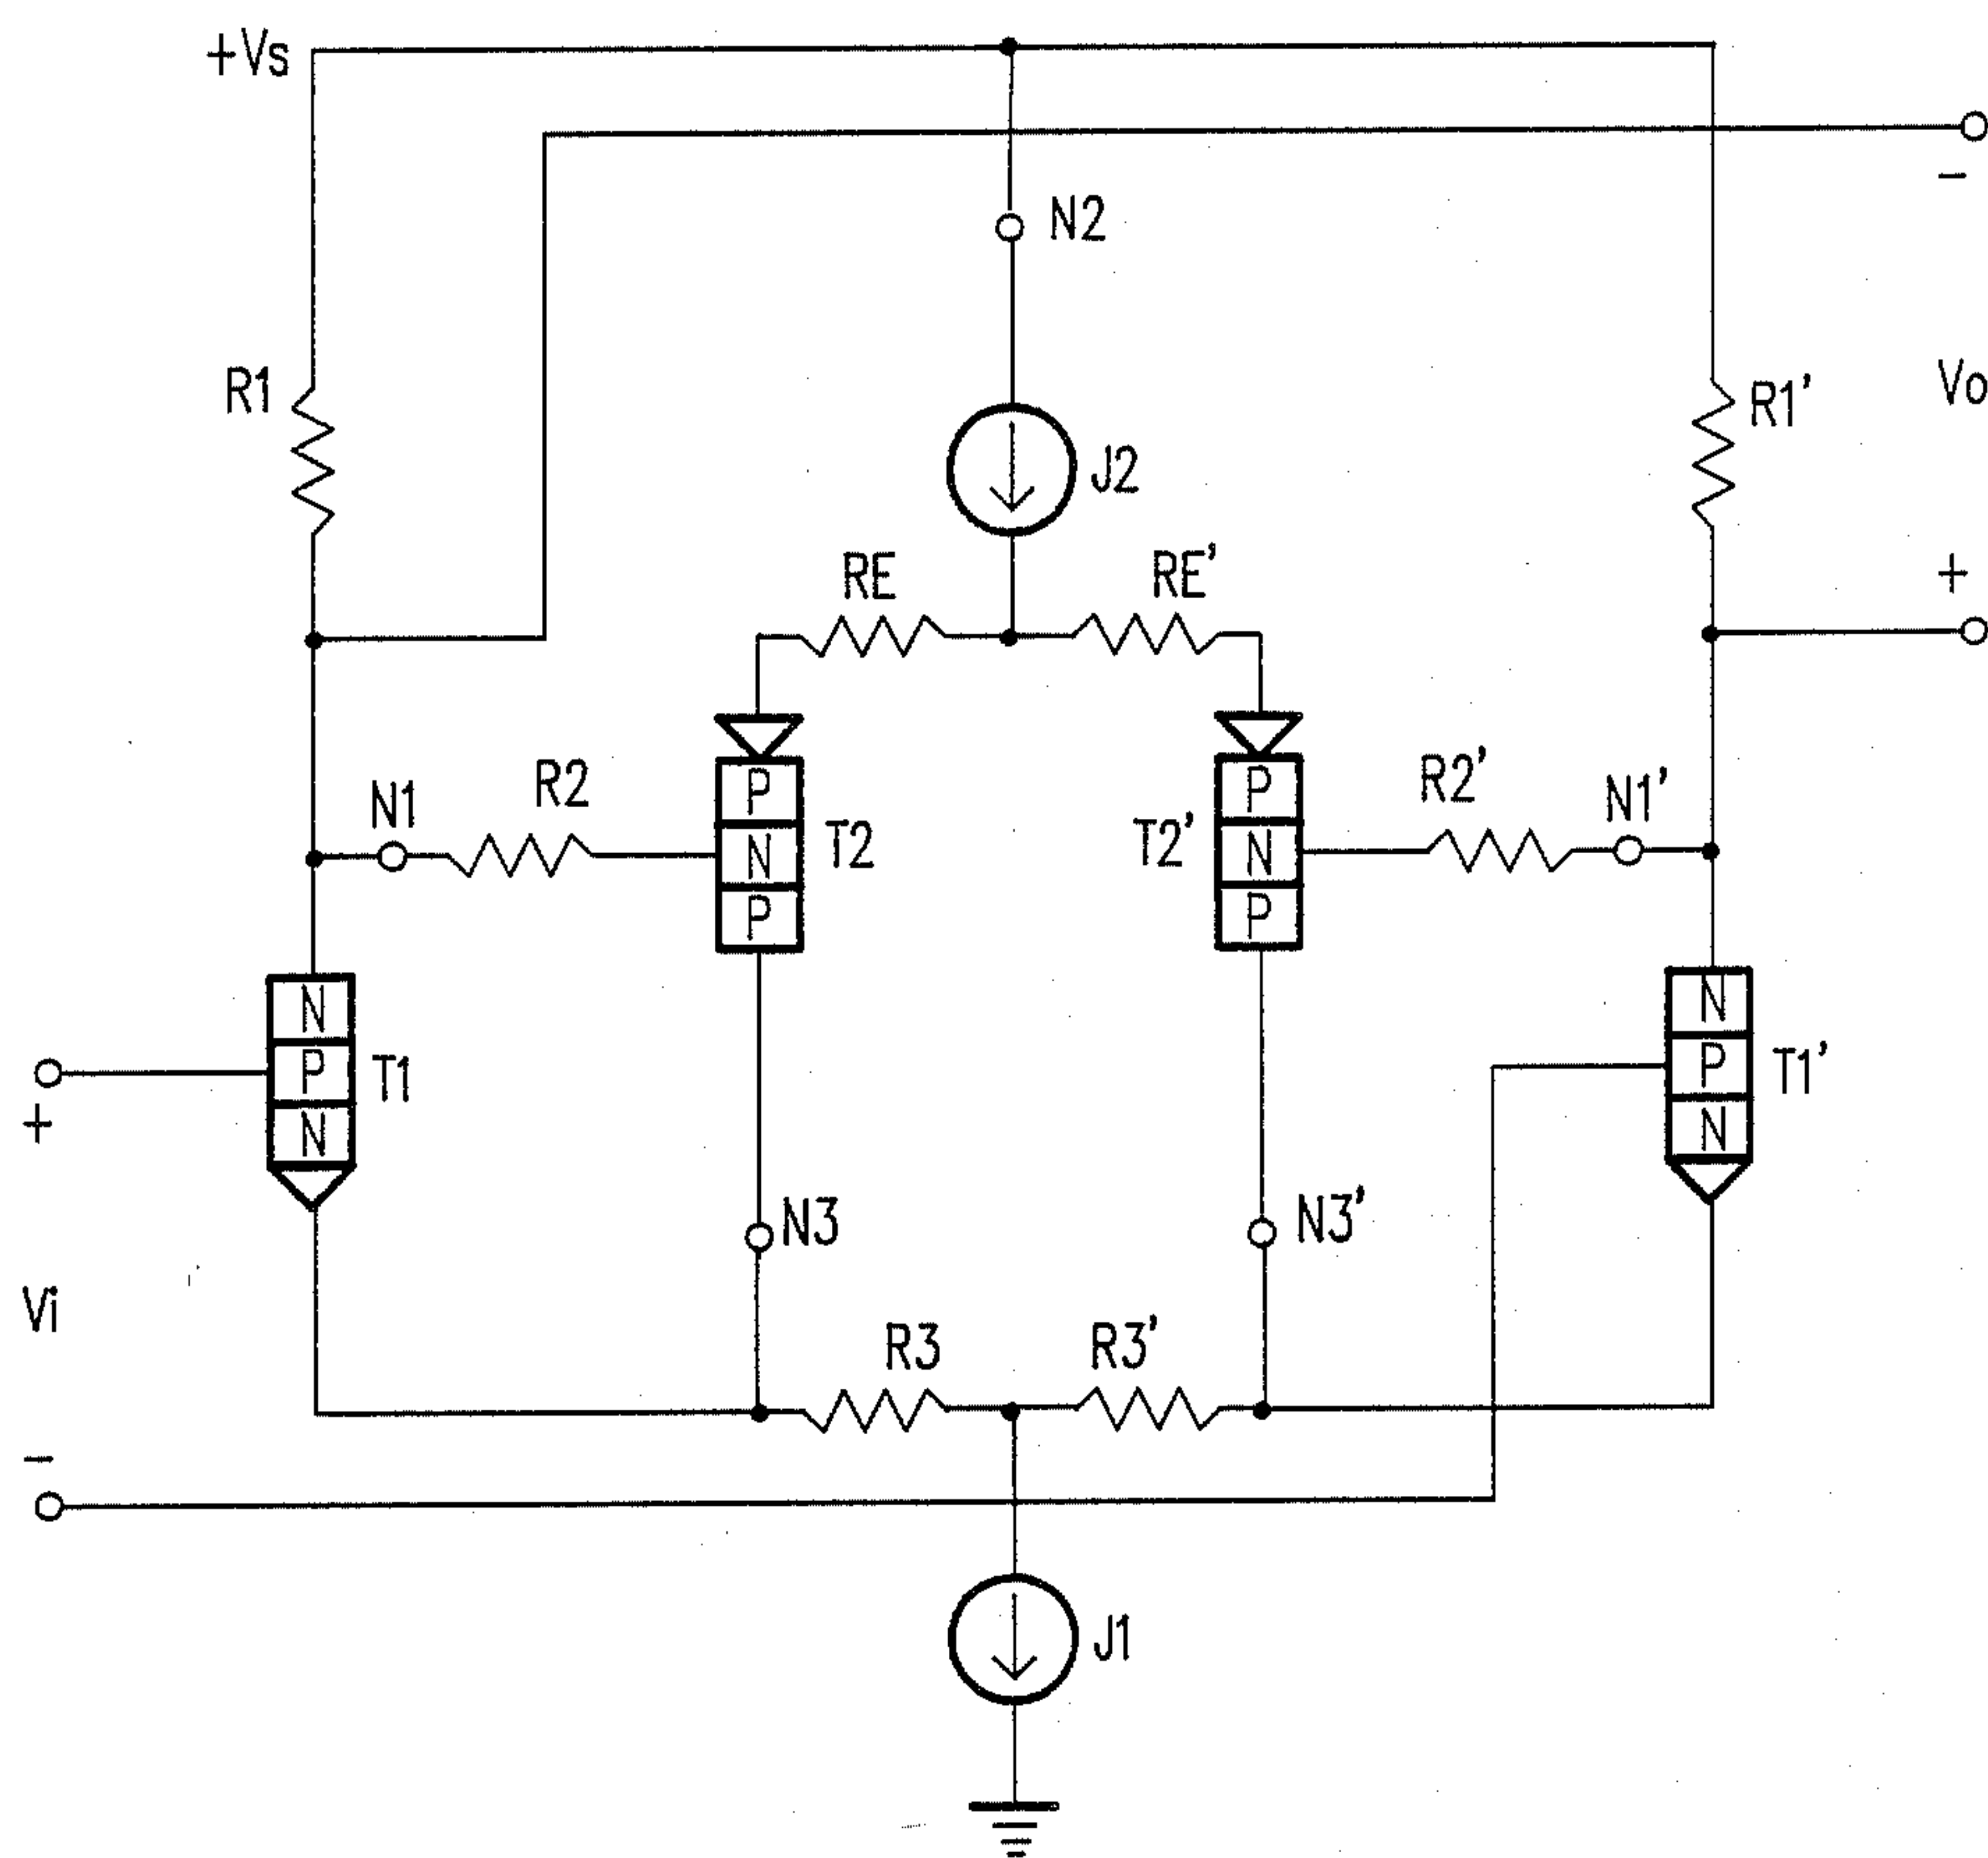 +Vs
-
N2
R1
R1'
Vo
J2
RE
RE'
+
N1
R2
P
N
P
T2
T2'
P
N
P
R2'
N1'
N
P
N
T1
+
N
P
N
T1'
N3
N3'
Vi
R3
R3'
-
J1